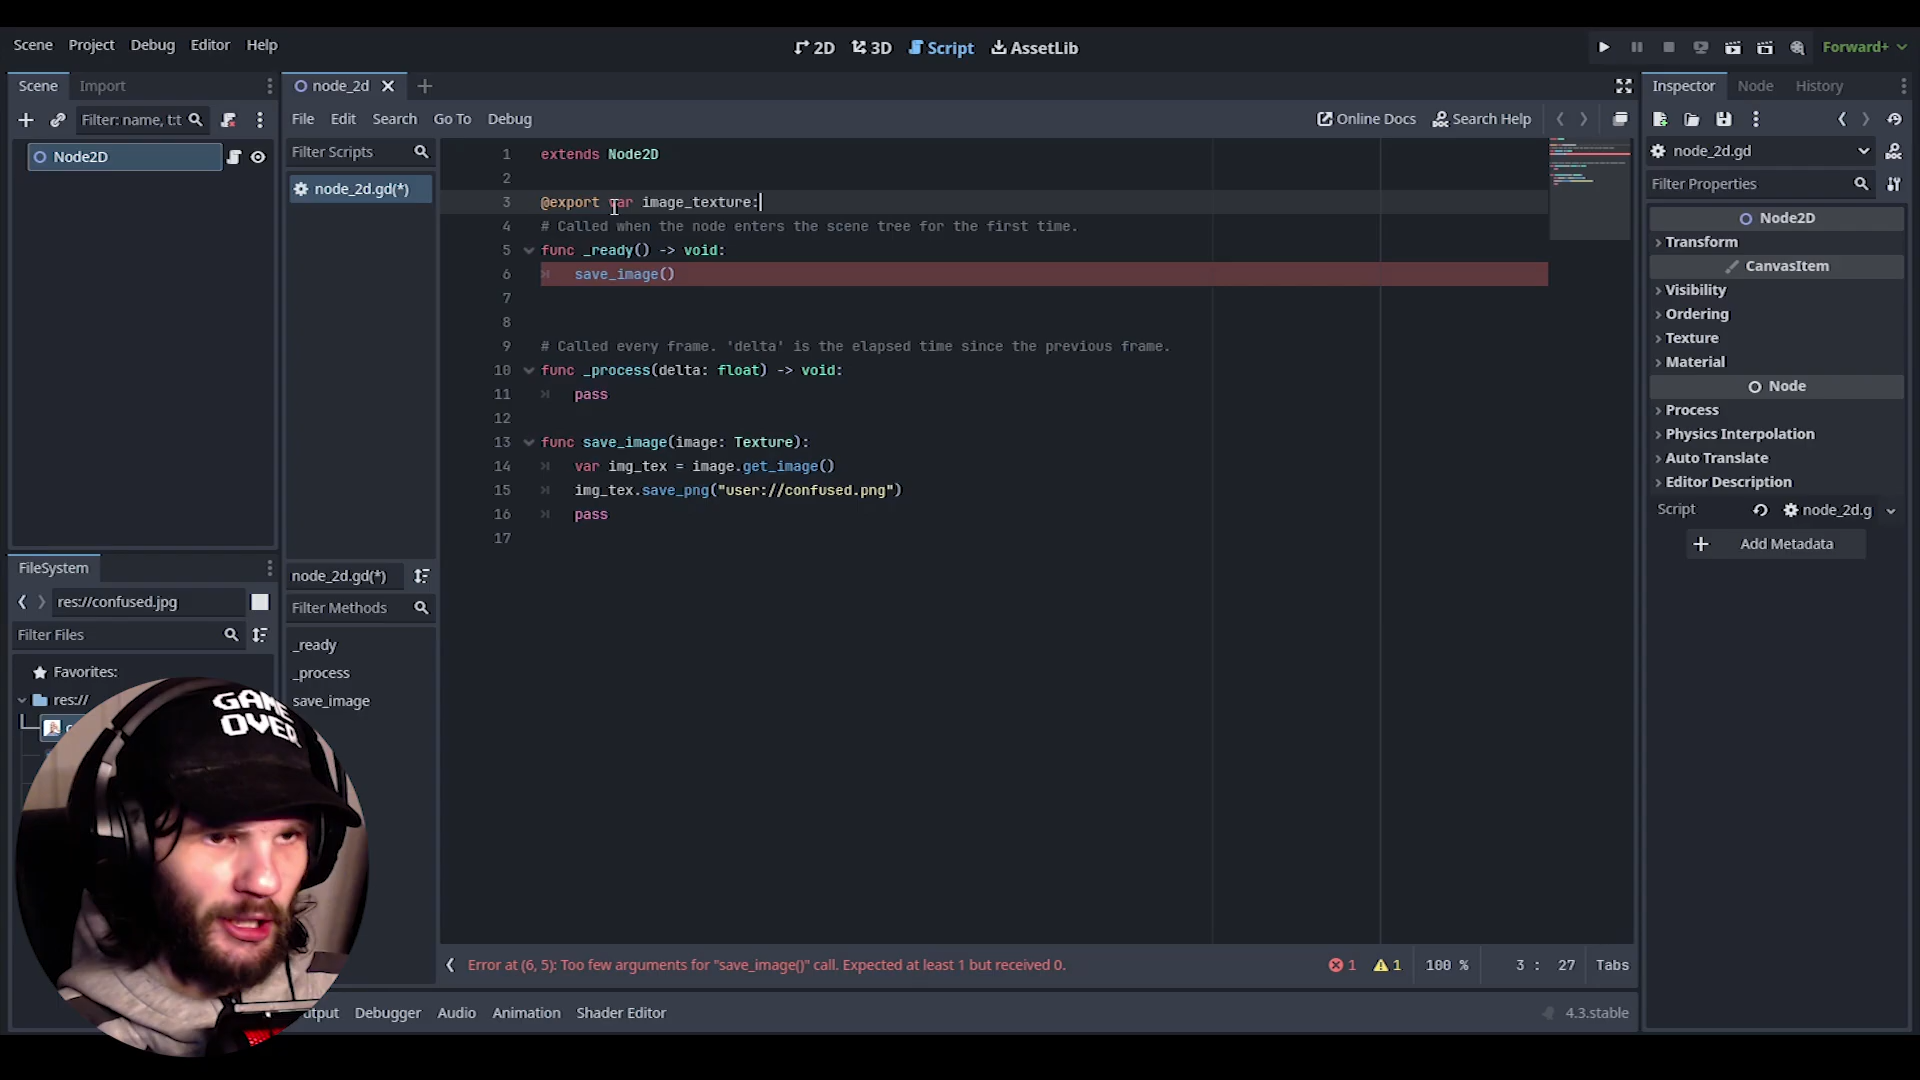 Scene Project Debug Editor Help
2D 3D Script AssetLib
Forward+
Scene Import
node_2d
Inspector Node History
Filter: name, t:t
File Edit Search Go To Debug
Online Docs Search Help
Node2D
Filter Scripts
node_2d.gd(*)
node_2d.gd
Filter Properties
Node2D
Transform
CanvasItem
Visibility
Ordering
Texture
Material
Node
Process
Physics Interpolation
Auto Translate
Editor Description
Script node_2d.g
Add Metadata
1 extends Node2D
2
3 @export var image_texture:
4 # Called when the node enters the scene tree for the first time.
5 func _ready() -> void:
6 save_image()
7
8
9 # Called every frame. 'delta' is the elapsed time since the previous frame.
10 func _process(delta: float) -> void:
11 pass
12
13 func save_image(image: Texture):
14 var img_tex = image.get_image()
15 img_tex.save_png("user://confused.png")
16 pass
17
FileSystem
res://confused.jpg
Filter Files
Favorites:
res://
node_2d.gd(*)
Filter Methods
_ready
_process
save_image
GAME
OVER
Error at (6, 5): Too few arguments for "save_image()" call. Expected at least 1 but received 0.
1 1 100 % 3 : 27 Tabs
Debugger Audio Animation Shader Editor
4.3.stable